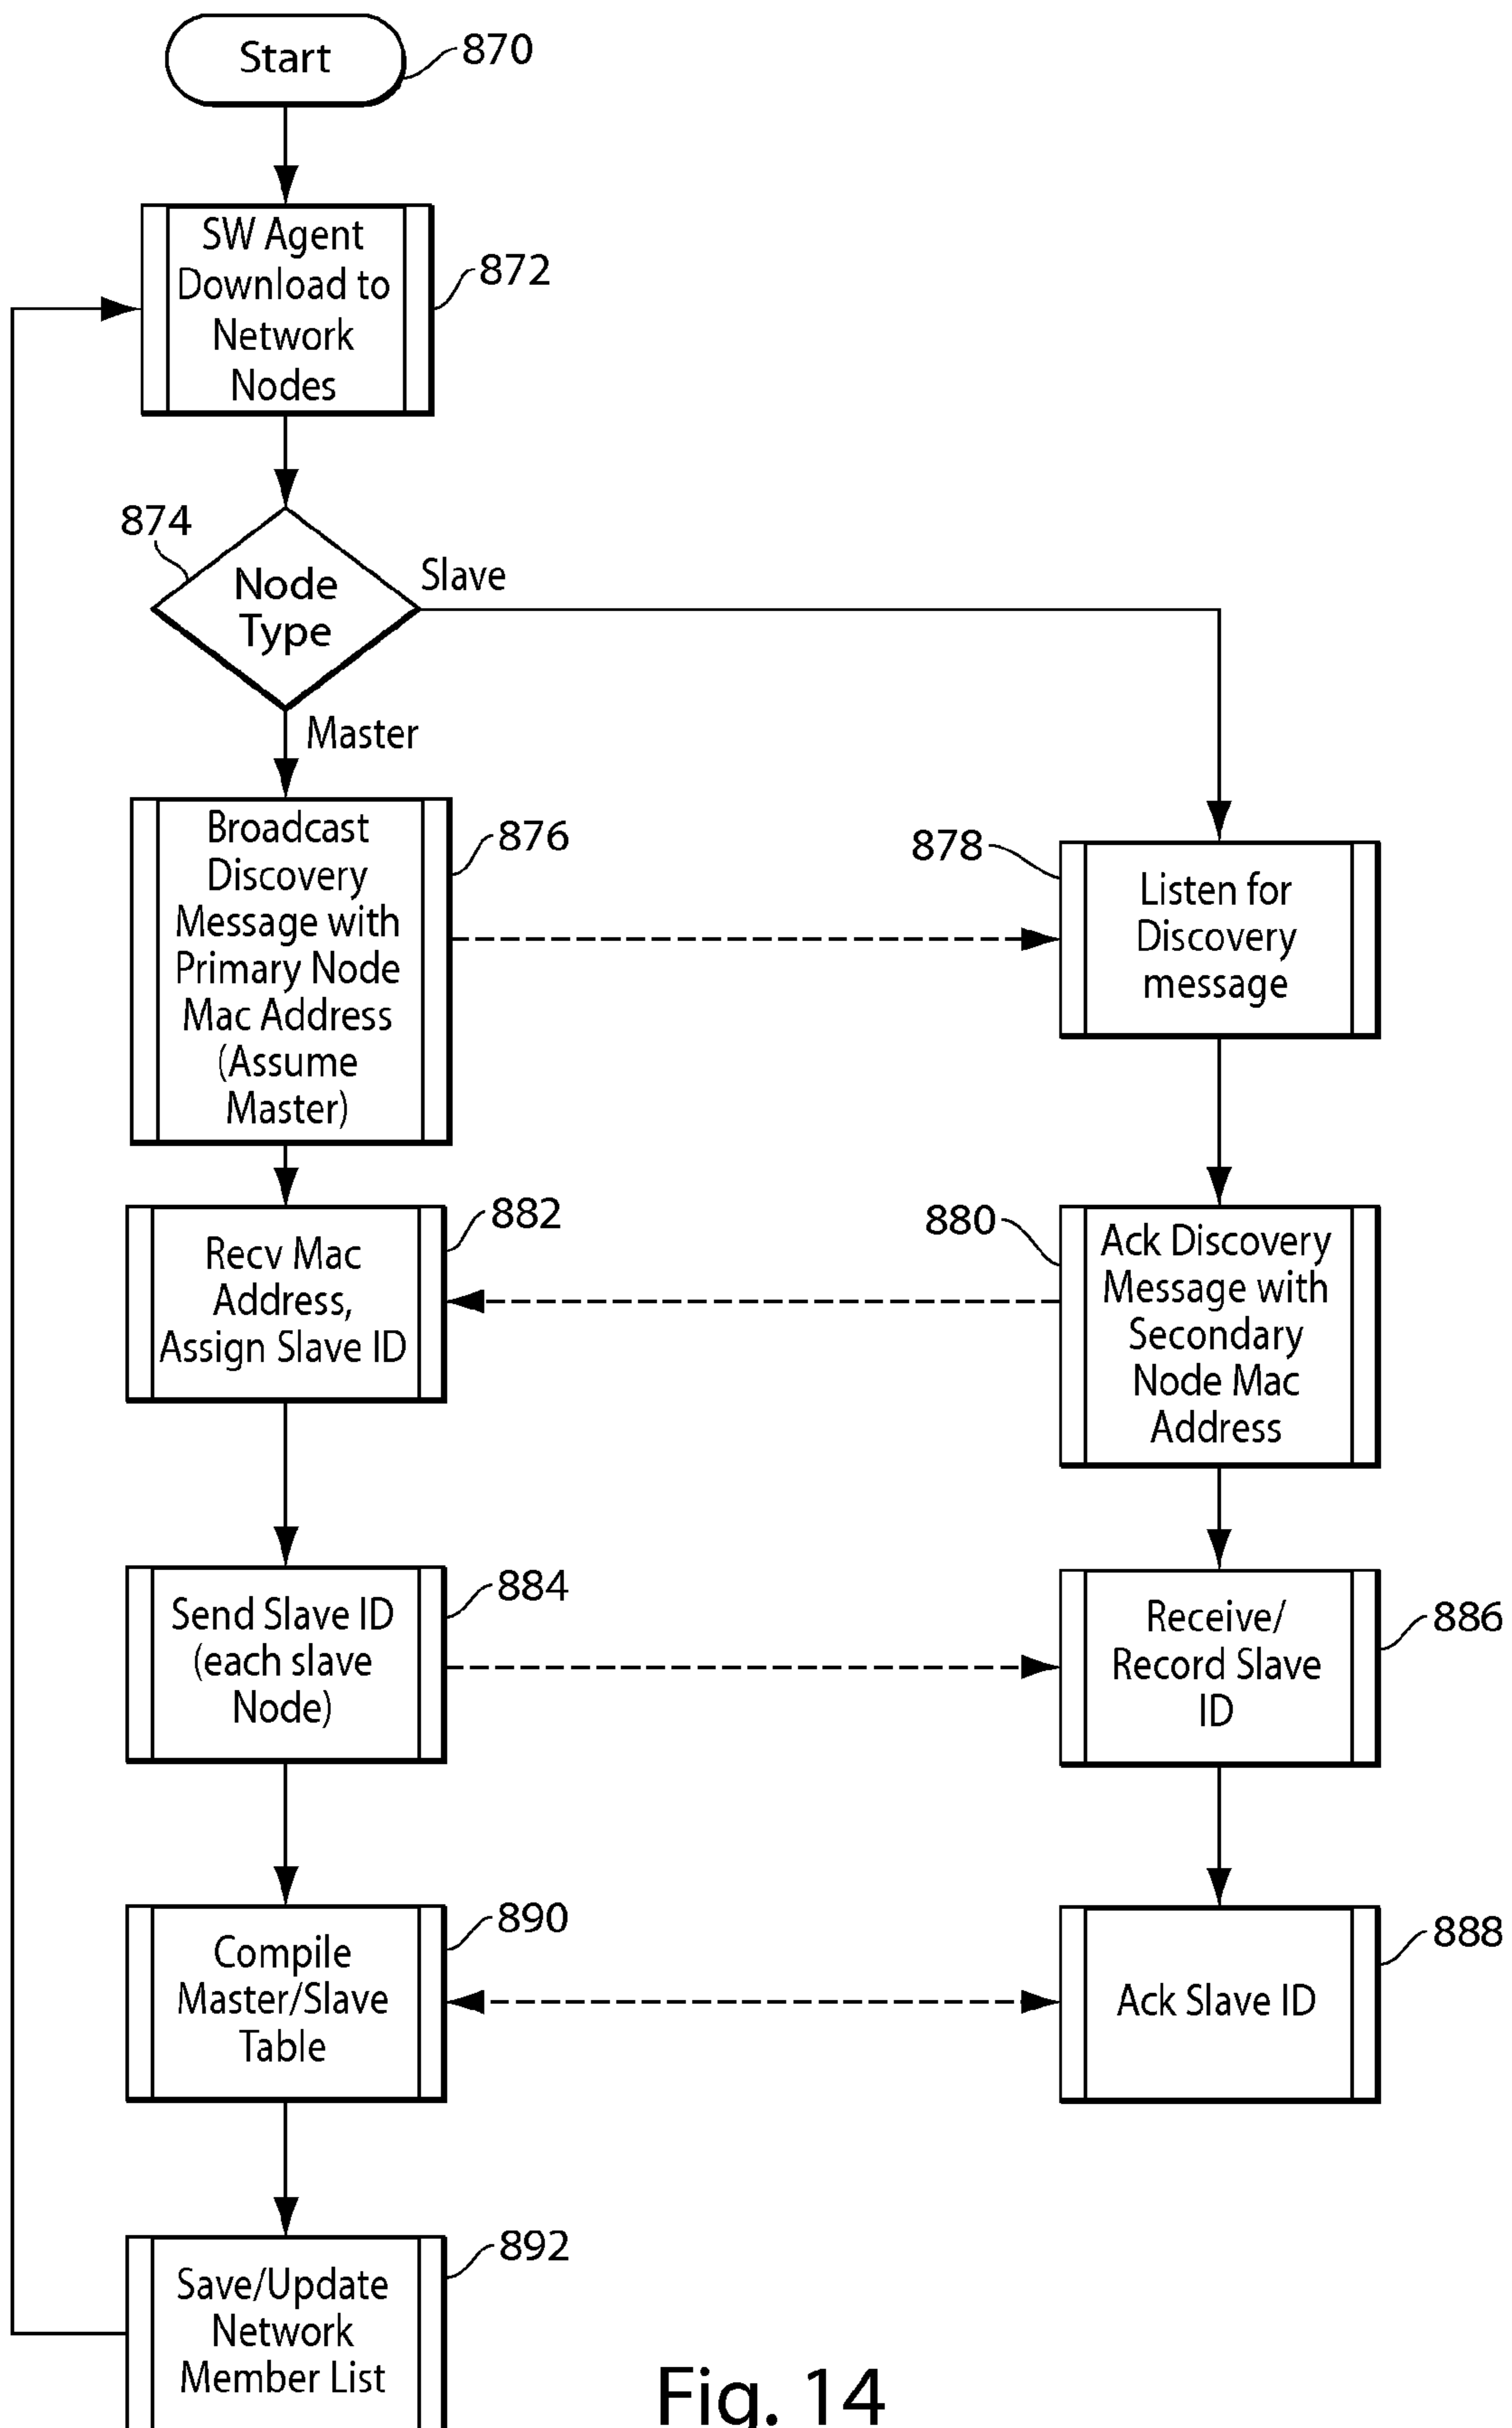 Start
870
SW Agent
Download to
Network
Nodes
872
874
Node
Type
Slave
Master
Broadcast
Discovery
Message with
Primary Node
Mac Address
(Assume
Master)
876
878
Listen for
Discovery
message
Recv Mac
Address,
Assign Slave ID
882
880
Ack Discovery
Message with
Secondary
Node Mac
Address
Send Slave ID
(each slave
Node)
884
Receive/
Record Slave
ID
886
Compile
Master/Slave
Table
890
Ack Slave ID
888
Save/Update
Network
Member List
892
Fig. 14